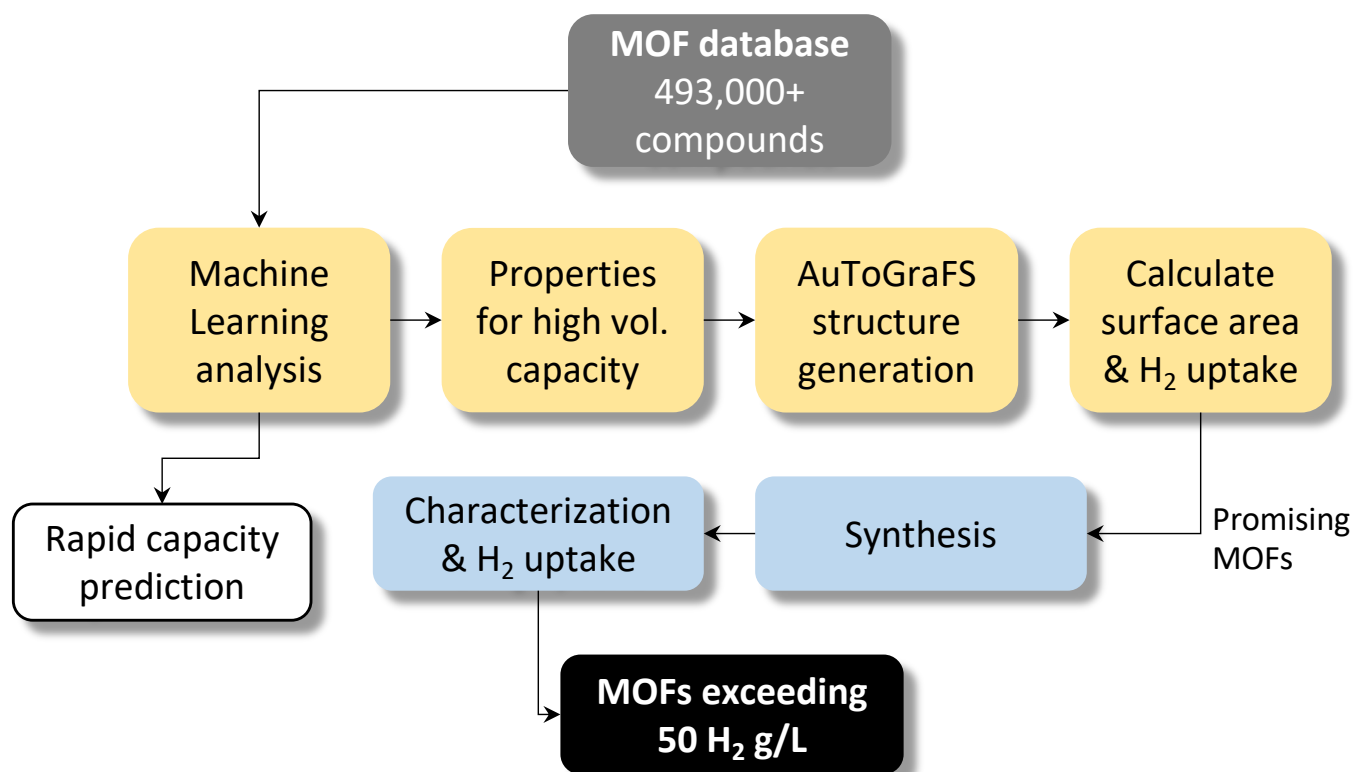 MOF database
493,000+
compounds
Machine
Learning
analysis
Properties
for high vol.
capacity
AuToGraFS
structure
generation
Calculate
surface area
& H₂ uptake
Rapid capacity
prediction
Characterization
& H₂ uptake
Synthesis
Promising
MOFs
MOFs exceeding
50 H₂ g/L